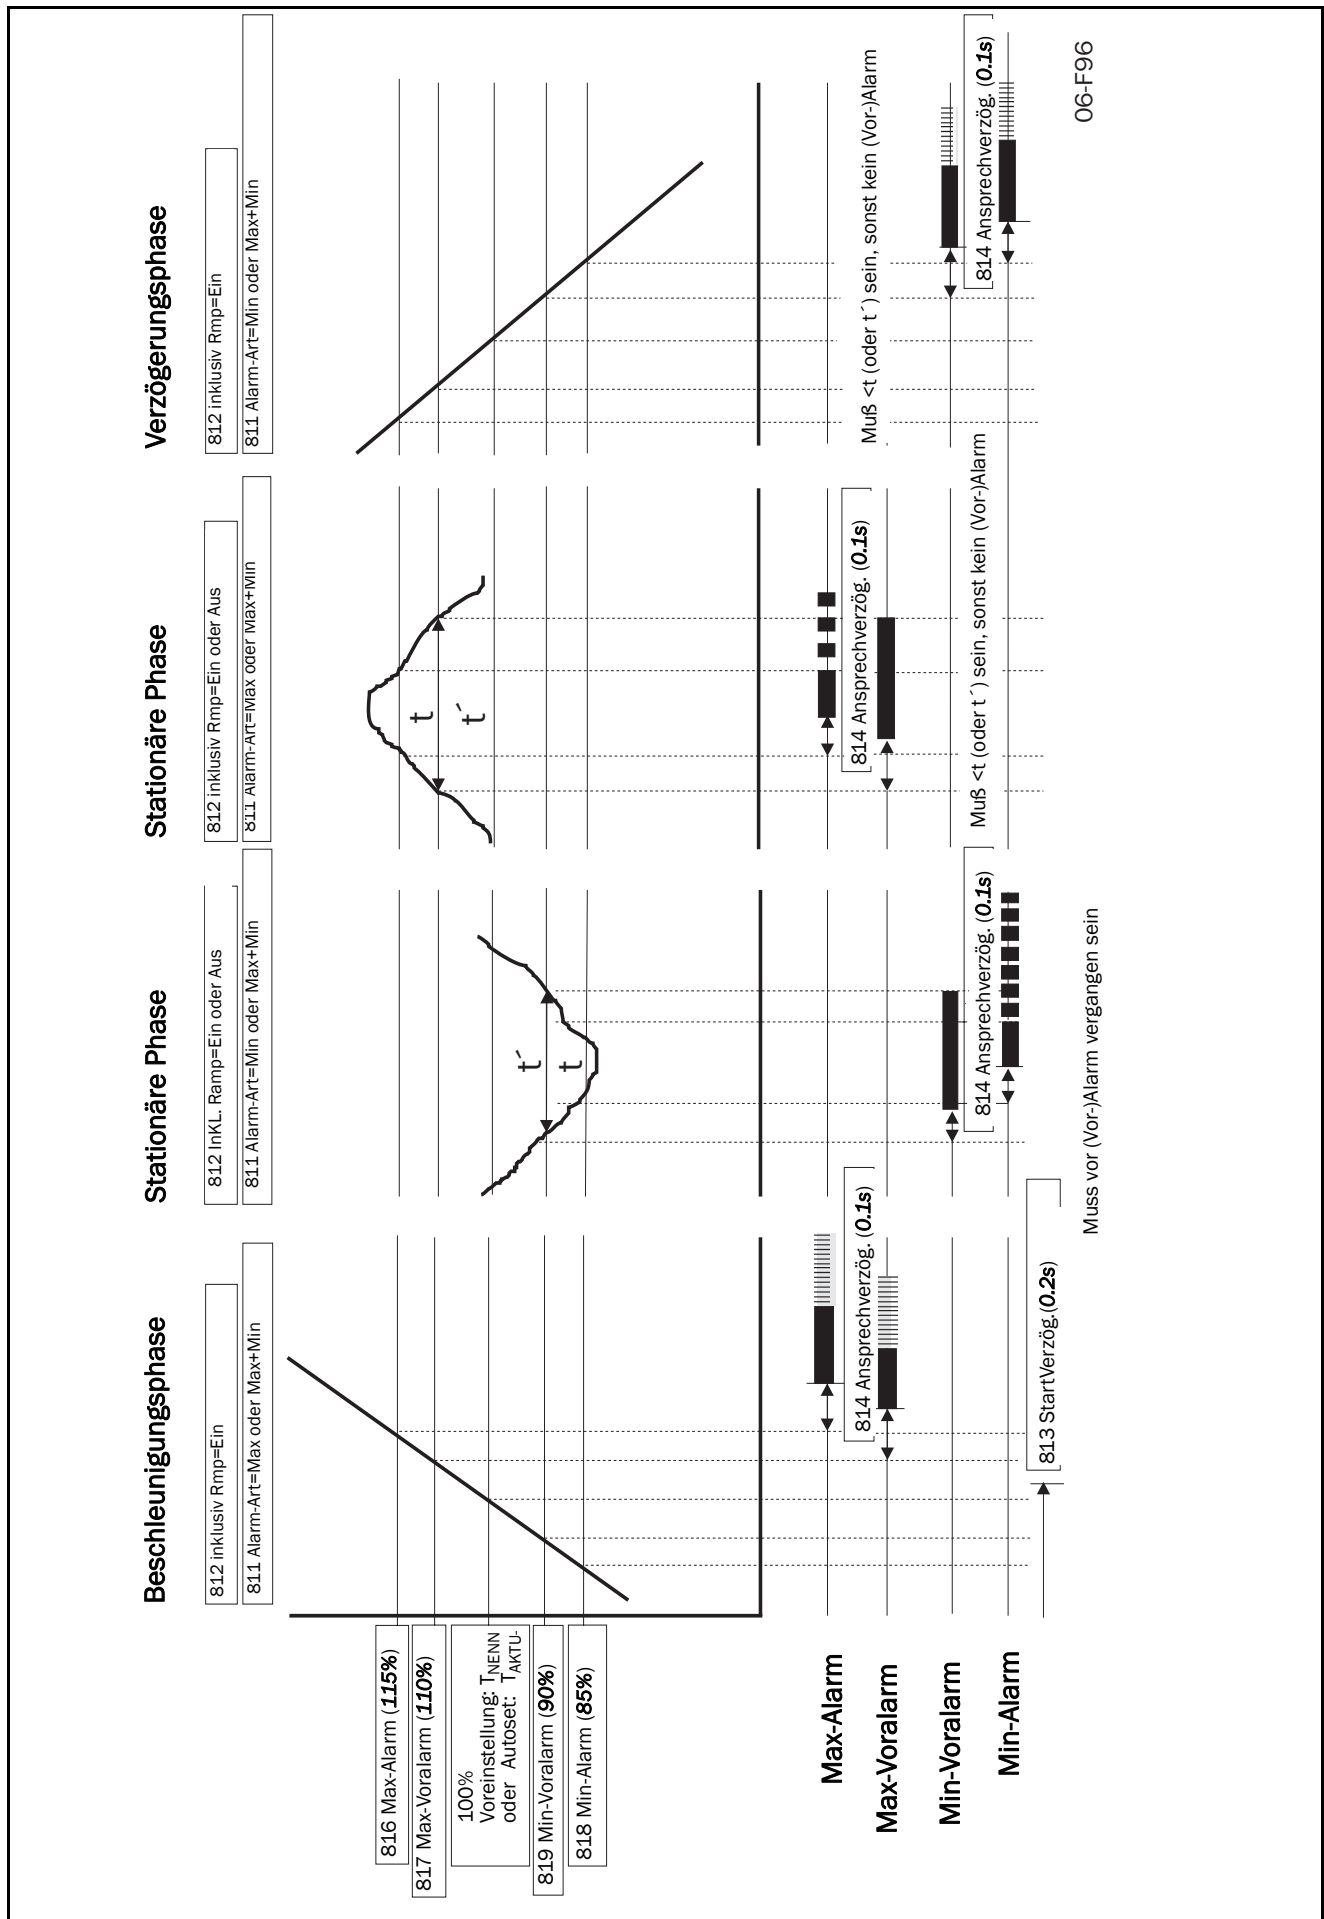 Beschleunigungsphase
Stationäre Phase
Stationäre Phase
Verzögerungsphase
812 inklusiv Rmp=Ein
812 InKL. Ramp=Ein oder Aus
812 inklusiv Rmp=Ein oder Aus
812 inklusiv Rmp=Ein
811 Alarm-Art=Max oder Max+Min
811 Alarm-Art=Min oder Max+Min
811 Alarm-Art=Max oder Max+Min
811 Alarm-Art=Min oder Max+Min
816 Max-Alarm (115%)
817 Max-Voralarm (110%)
100%
Voreinstellung: TNENN
oder Autoset: TAKTU-
819 Min-Voralarm (90%)
818 Min-Alarm (85%)
t´
t
t
t´
Max-Alarm
814 Ansprechverzög. (0.1s)
814 Ansprechverzög. (0.1s)
Muß <t (oder t´) sein, sonst kein (Vor-)Alarm
Max-Voralarm
Min-Voralarm
814 Ansprechverzög. (0.1s)
Muß <t (oder t´) sein, sonst kein (Vor-)Alarm
814 Ansprechverzög. (0.1s)
Min-Alarm
813 StartVerzög.(0.2s)
Muss vor (Vor-)Alarm vergangen sein
06-F96